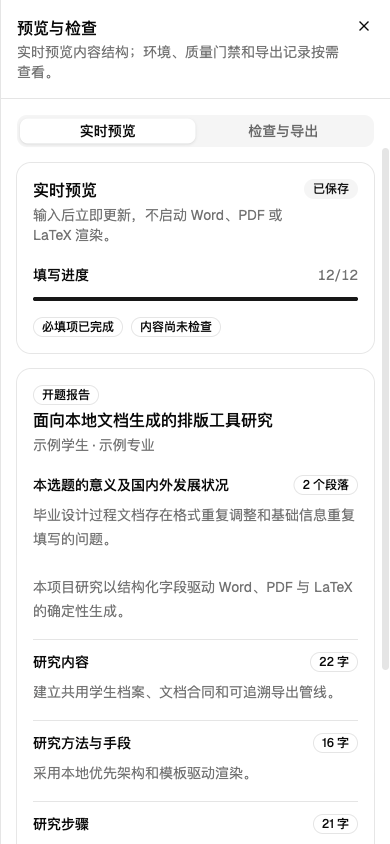 预览与检查
实时预览内容结构；环境、质量门禁和导出记录按需
查看。
实时预览
检查与导出
实时预览
已保存
输入后立即更新，不启动 Word、PDF 或
LaTeX 渲染。
填写进度
12/12
必填项已完成
内容尚未检查
开题报告
面向本地文档生成的排版工具研究
示例学生 · 示例专业
本选题的意义及国内外发展状况
2 个段落
毕业设计过程文档存在格式重复调整和基础信息重复
填写的问题。
本项目研究以结构化字段驱动 Word、PDF 与 LaTeX
的确定性生成。
研究内容
22 字
建立共用学生档案、文档合同和可追溯导出管线。
研究方法与手段
16 字
采用本地优先架构和模板驱动渲染。
研究步骤
21 字